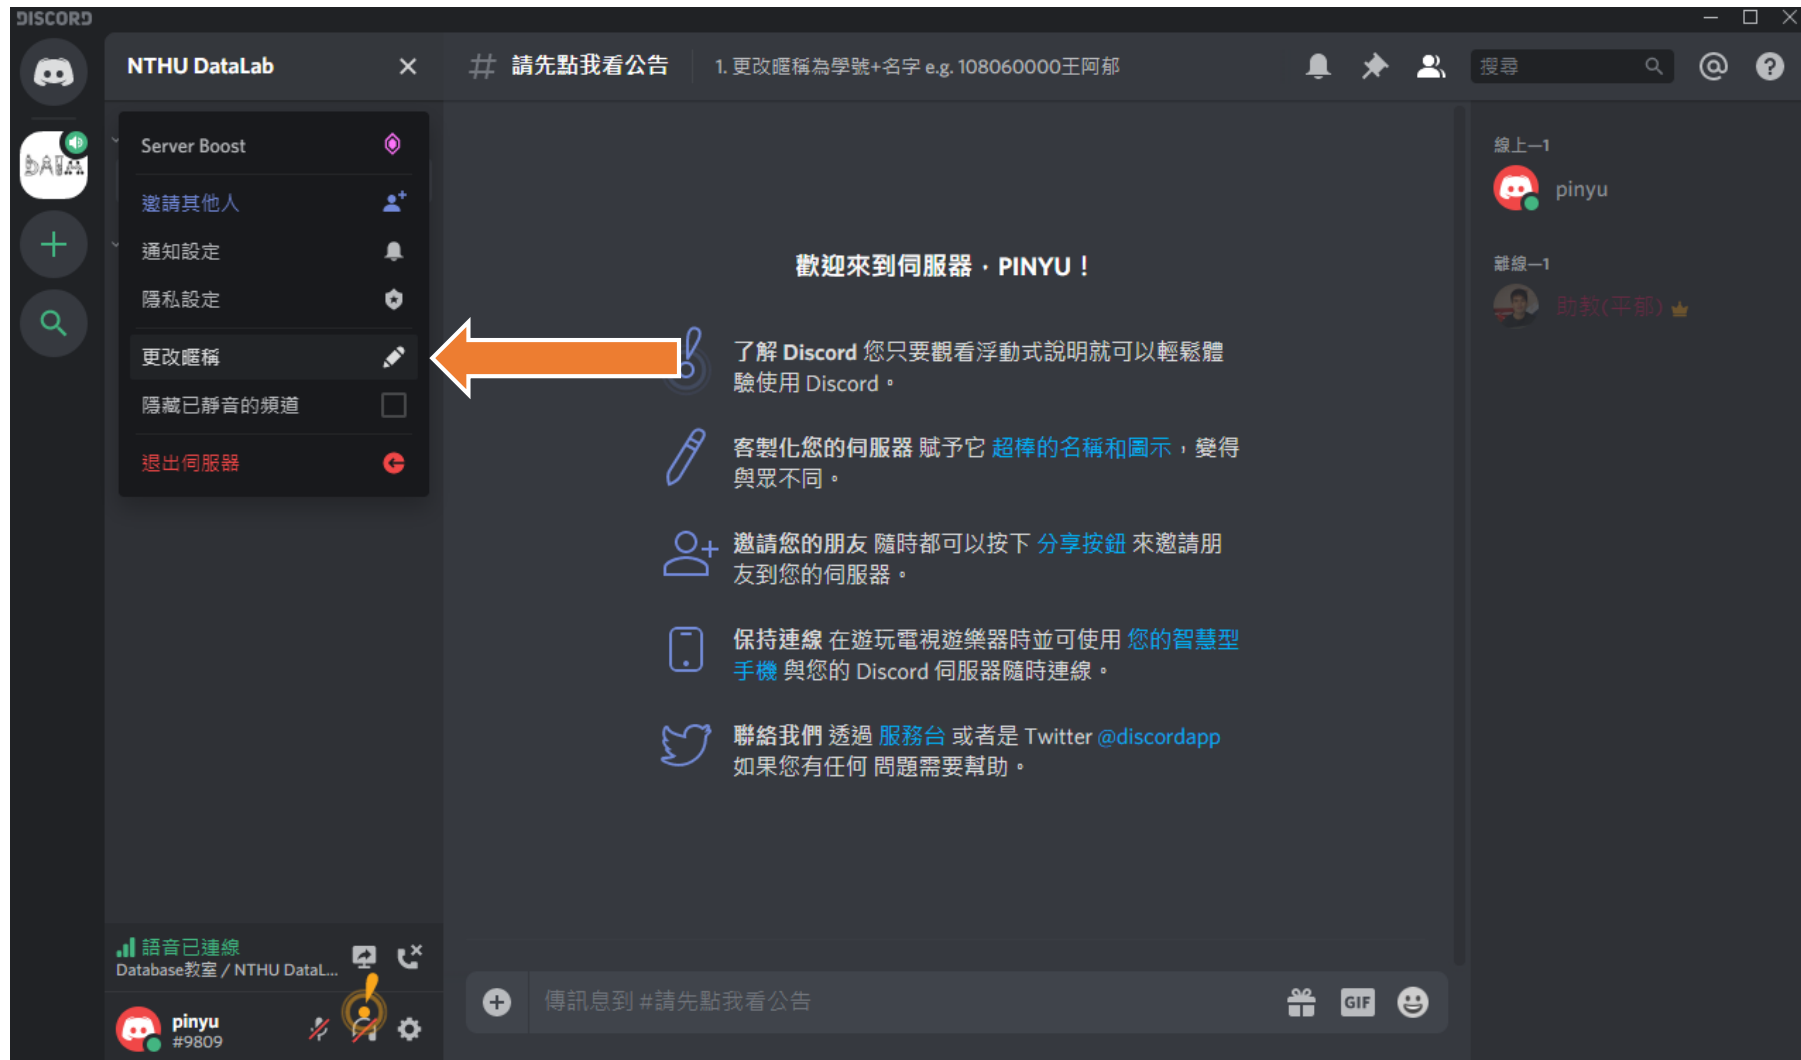 DISCORD
NTHU DataLab
請先點我看公告
1. 更改暱稱為學號+名字 e.g. 108060000王阿郁
搜尋
DATA
Server Boost
邀請其他人
通知設定
隱私設定
更改暱稱
隱藏已靜音的頻道
退出伺服器
歡迎來到伺服器，PINYU！
了解 Discord 您只要觀看浮動式說明就可以輕鬆體
驗使用 Discord。
客製化您的伺服器 賦予它 超棒的名稱和圖示，變得
與眾不同。
邀請您的朋友 隨時都可以按下 分享按鈕 來邀請朋
友到您的伺服器。
保持連線 在遊玩電視遊樂器時並可使用 您的智慧型
手機 與您的 Discord 伺服器隨時連線。
聯絡我們 透過 服務台 或者是 Twitter @discordapp
如果您有任何 問題需要幫助。
線上—1
pinyu
離線—1
助教(平郁)
語音已連線
Database教室 / NTHU DataL...
pinyu
#9809
傳訊息到 #請先點我看公告
GIF